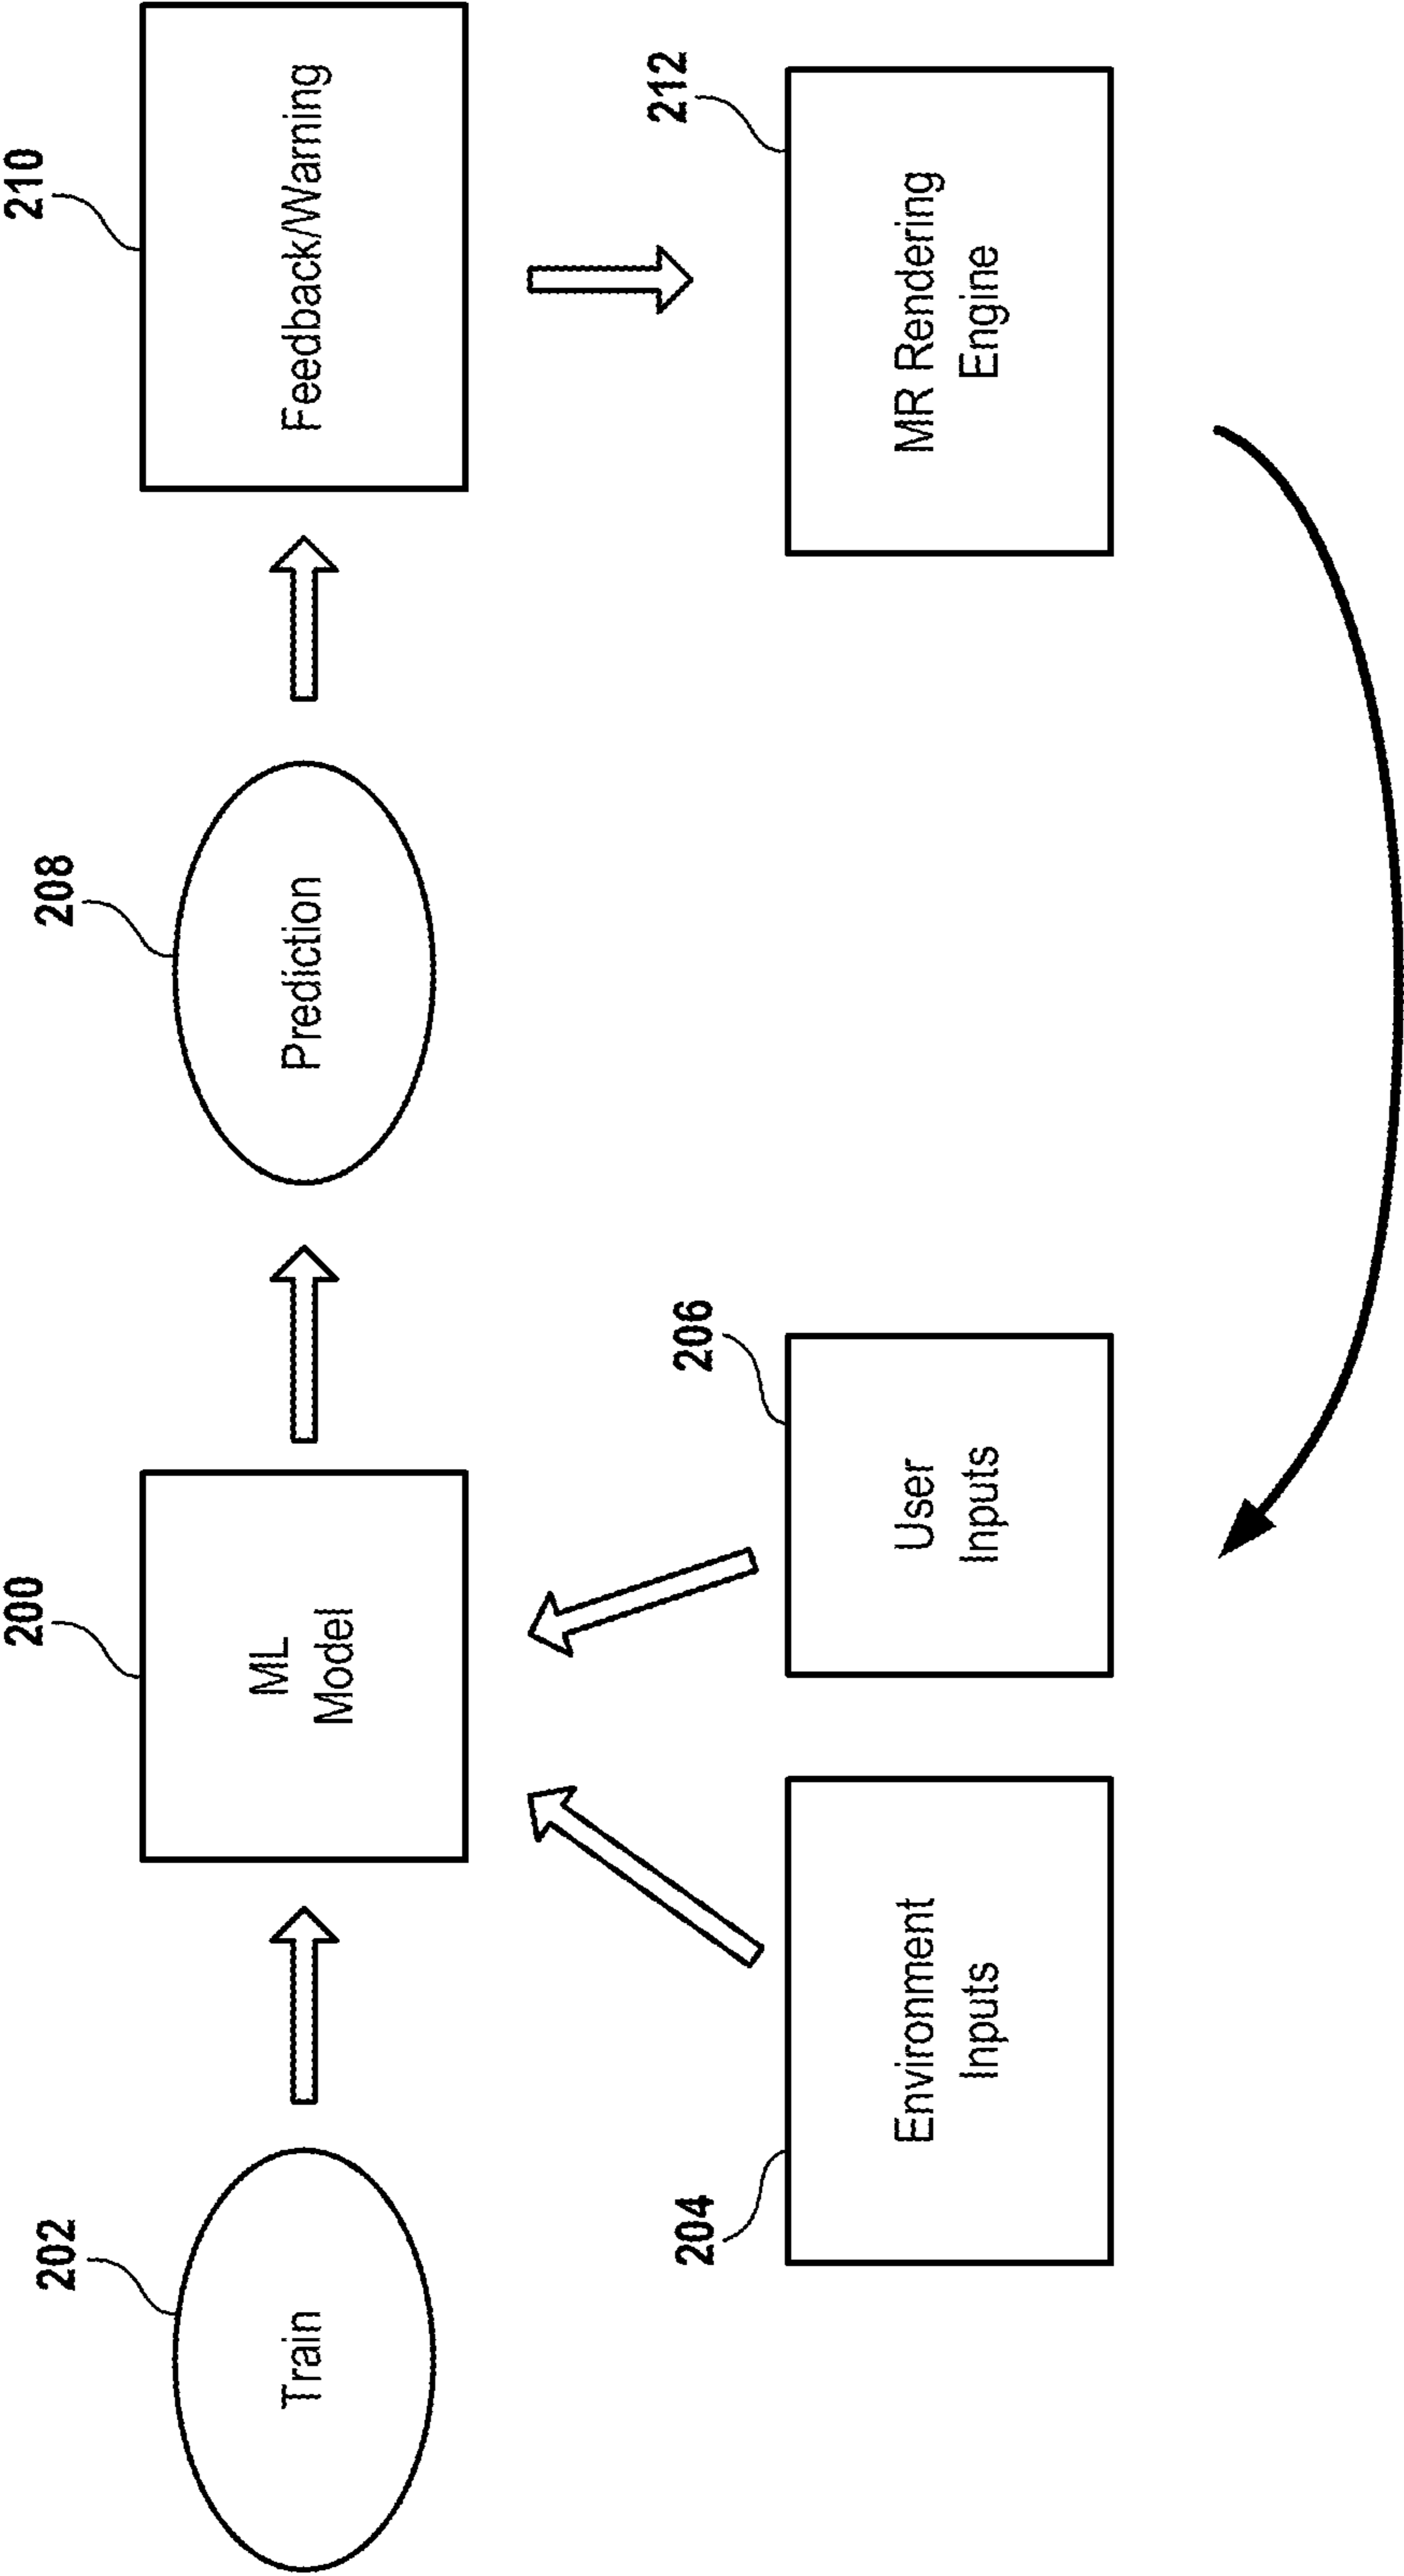 202
Train
200
ML
Model
208
Prediction
210
Feedback/Warning
204
Environment
Inputs
206
User
Inputs
212
MR Rendering
Engine